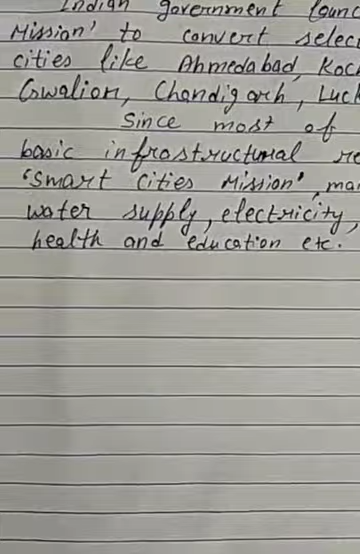 Indian government launc
Mission' to convert selec
cities like Ahmedabad, Koc
Gwalior, Chandigarh, Luck
Since most of
basic infrastructural re
'Smart Cities Mission', ma
water supply, electricity,
health and education etc.